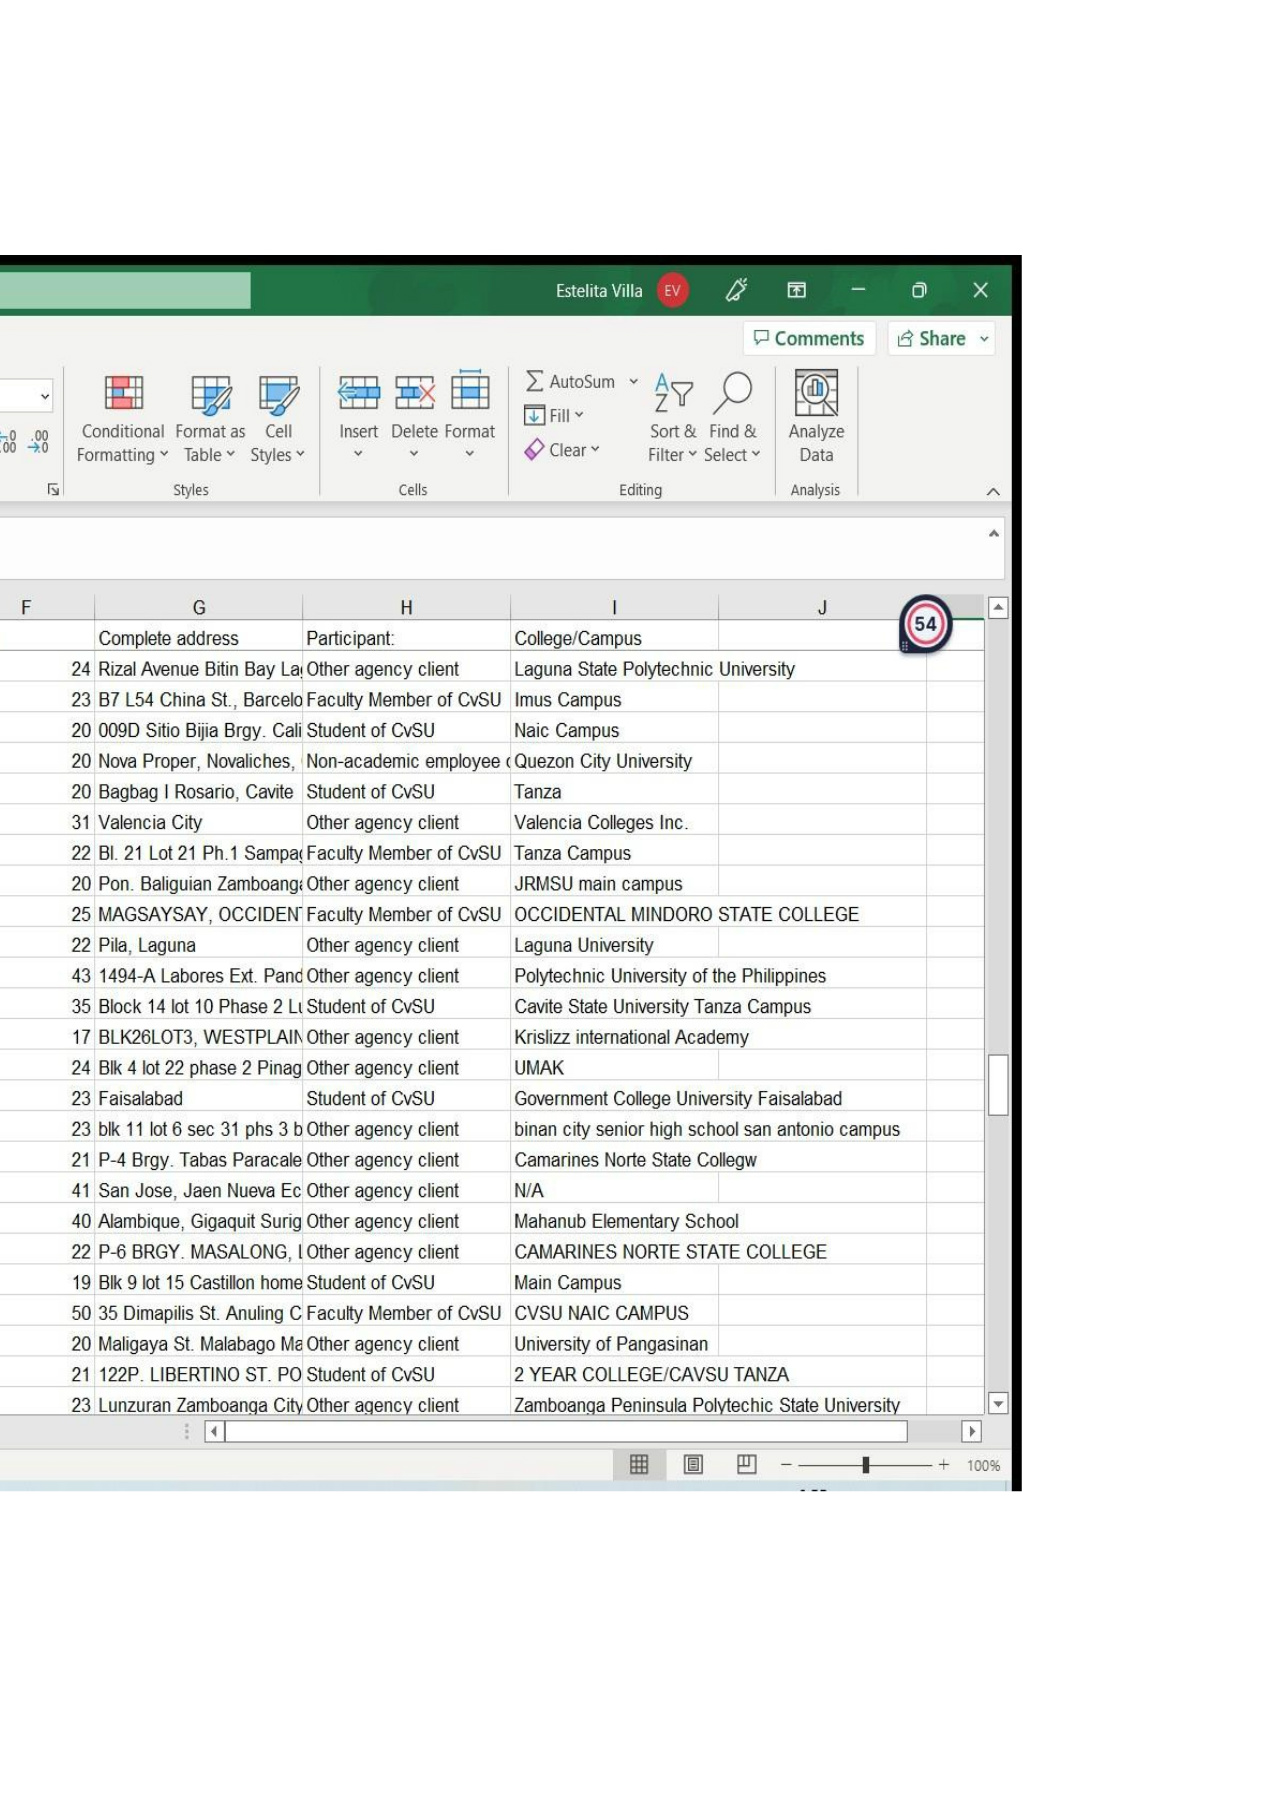 Estelita Villa EV
Comments Share
AutoSum
Fill
Clear
Conditional Formatting
Format as Table
Cell Styles
Insert Delete Format
Sort & Filter
Find & Select
Analyze Data
Styles Cells Editing Analysis
F G H I J
54
Complete address Participant: College/Campus
24 Rizal Avenue Bitin Bay La Other agency client Laguna State Polytechnic University
23 B7 L54 China St., Barcelo Faculty Member of CvSU Imus Campus
20 009D Sitio Bijia Brgy. Cali Student of CvSU Naic Campus
20 Nova Proper, Novaliches, Non-academic employee Quezon City University
20 Bagbag I Rosario, Cavite Student of CvSU Tanza
31 Valencia City Other agency client Valencia Colleges Inc.
22 Bl. 21 Lot 21 Ph.1 Sampa Faculty Member of CvSU Tanza Campus
20 Pon. Baliguian Zamboanga Other agency client JRMSU main campus
25 MAGSAYSAY, OCCIDENT Faculty Member of CvSU OCCIDENTAL MINDORO STATE COLLEGE
22 Pila, Laguna Other agency client Laguna University
43 1494-A Labores Ext. Pand Other agency client Polytechnic University of the Philippines
35 Block 14 lot 10 Phase 2 Lu Student of CvSU Cavite State University Tanza Campus
17 BLK26LOT3, WESTPLAIN Other agency client Krislizz international Academy
24 Blk 4 lot 22 phase 2 Pinag Other agency client UMAK
23 Faisalabad Student of CvSU Government College University Faisalabad
23 blk 11 lot 6 sec 31 phs 3 b Other agency client binan city senior high school san antonio campus
21 P-4 Brgy. Tabas Paracale Other agency client Camarines Norte State Collegw
41 San Jose, Jaen Nueva Ec Other agency client N/A
40 Alambique, Gigaquit Surig Other agency client Mahanub Elementary School
22 P-6 BRGY. MASALONG, Other agency client CAMARINES NORTE STATE COLLEGE
19 Blk 9 lot 15 Castillon home Student of CvSU Main Campus
50 35 Dimapilis St. Anuling C Faculty Member of CvSU CVSU NAIC CAMPUS
20 Maligaya St. Malabago Ma Other agency client University of Pangasinan
21 122P. LIBERTINO ST. PO Student of CvSU 2 YEAR COLLEGE/CAVSU TANZA
23 Lunzuran Zamboanga City Other agency client Zamboanga Peninsula Polytechic State University
100%